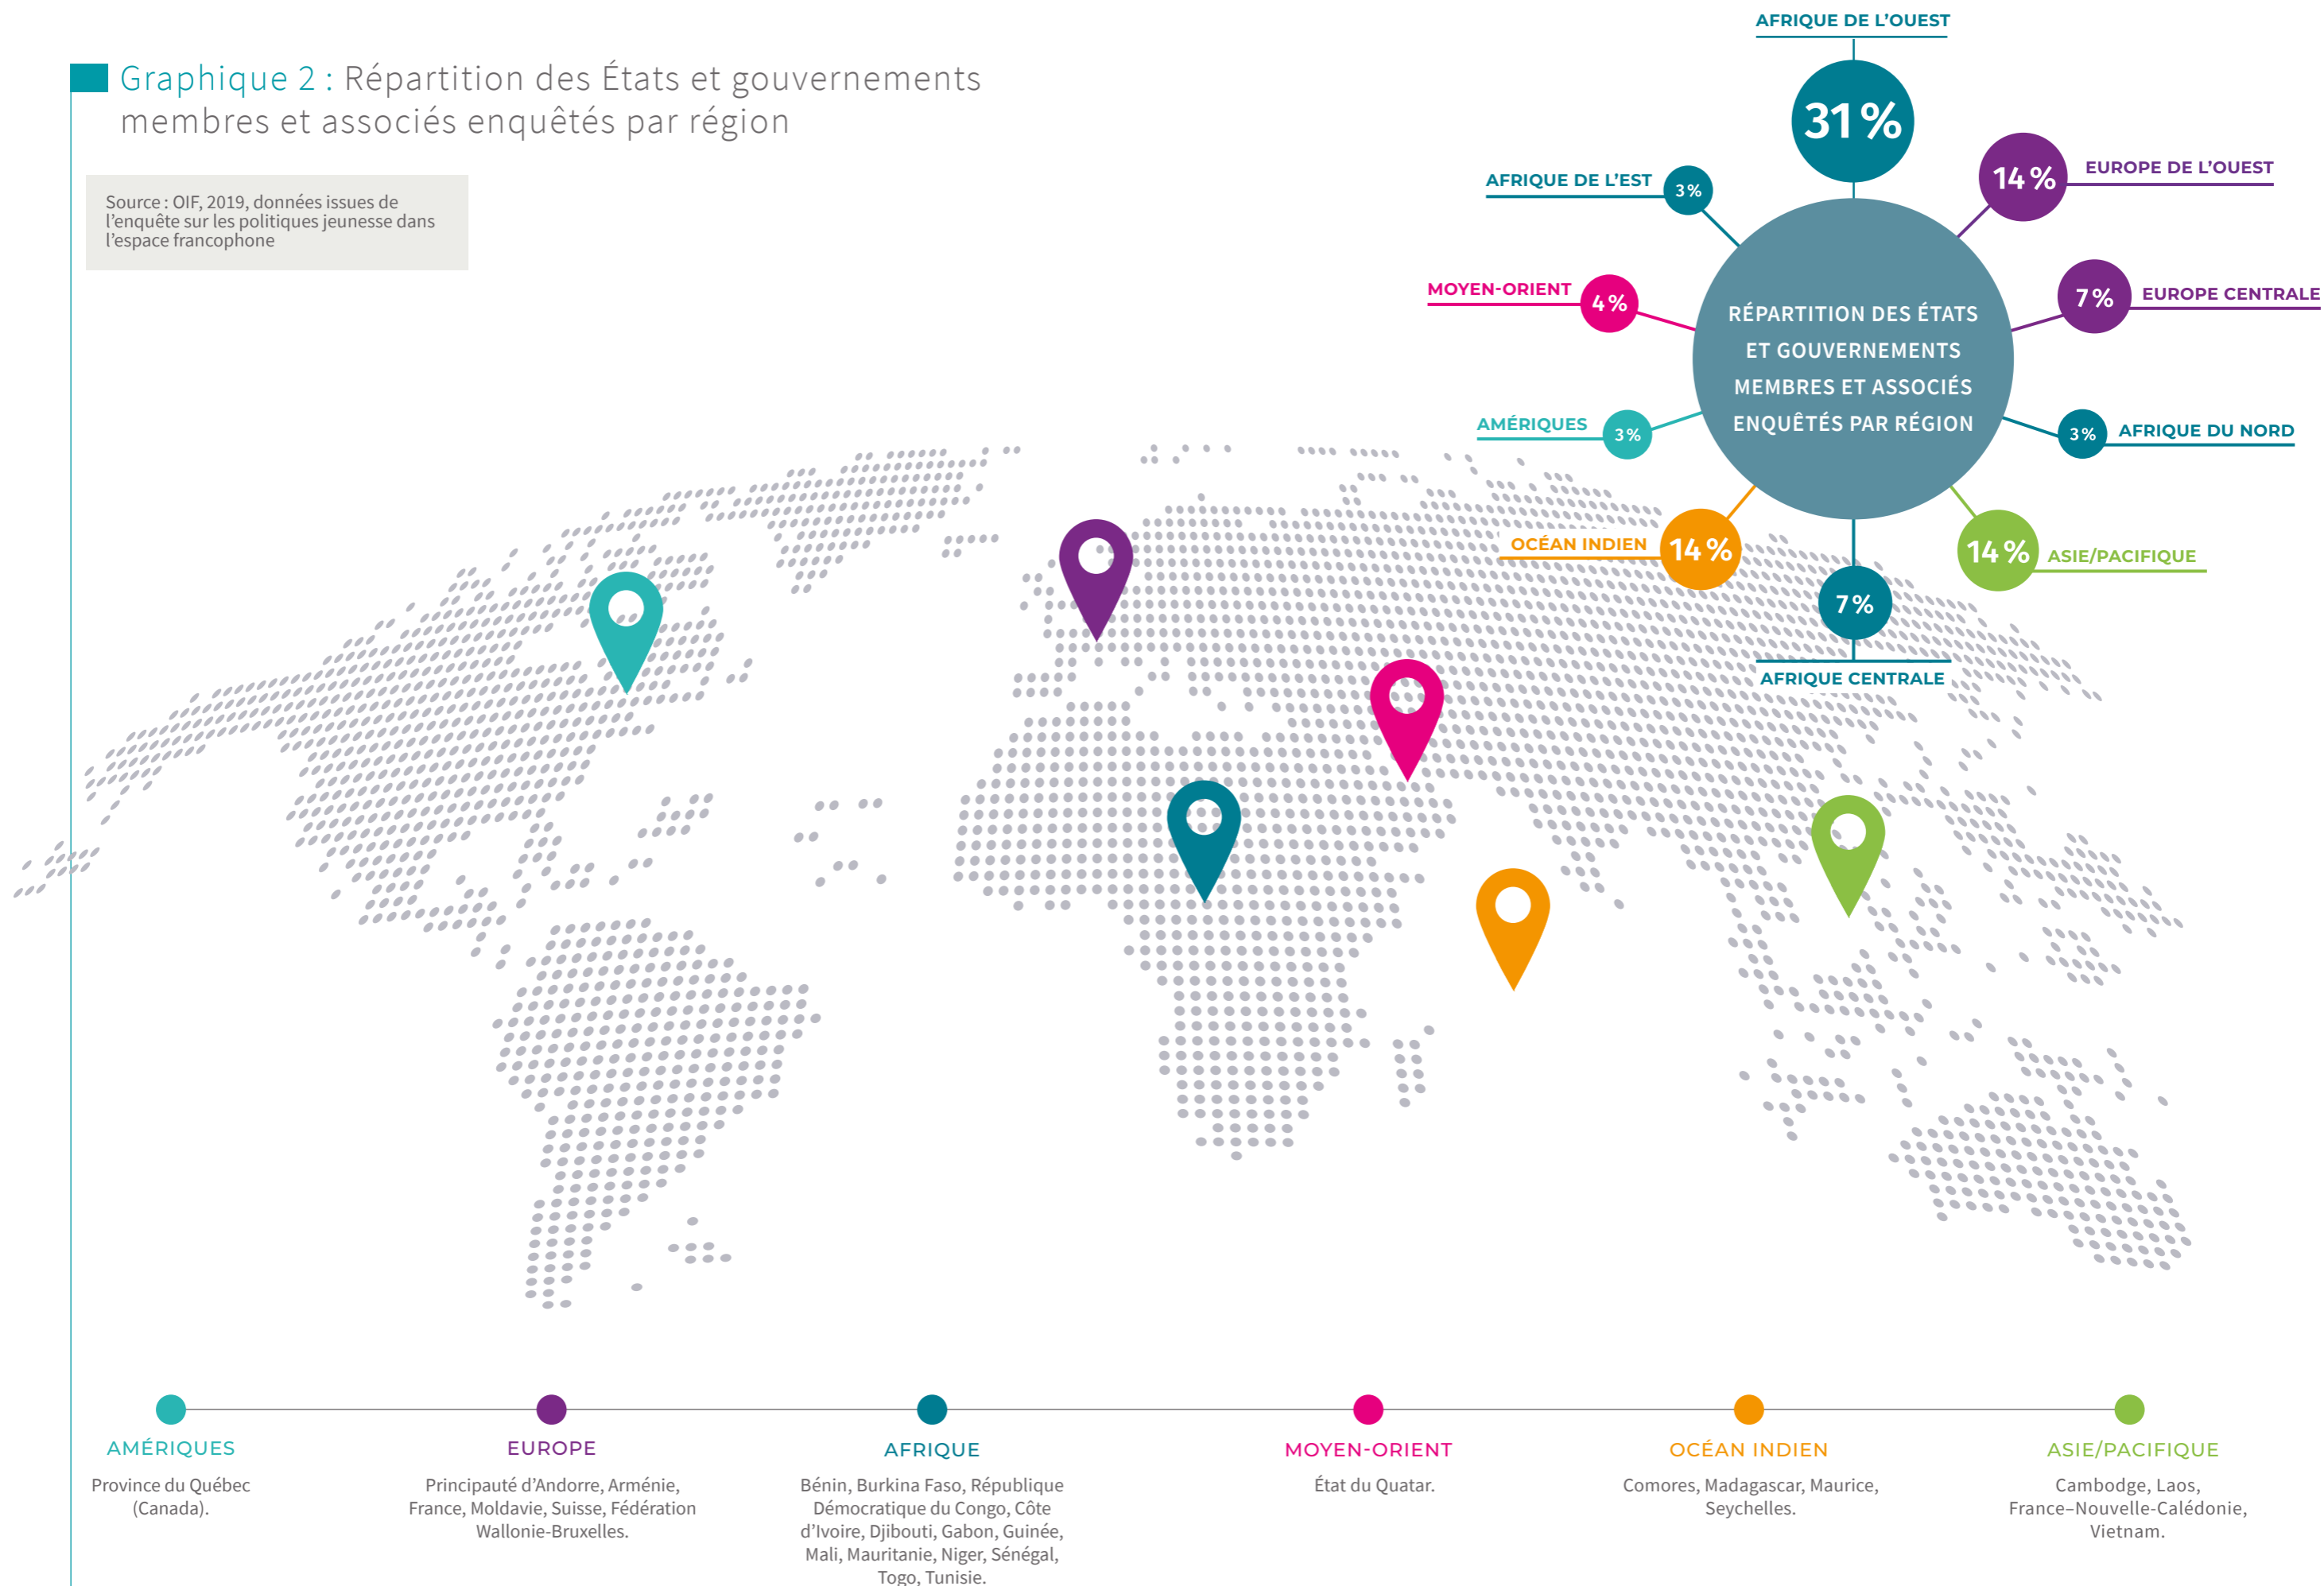 Graphique 2 : Répartition des États et gouvernements
membres et associés enquêtés par région
Source : OIF, 2019, données issues de
l’enquête sur les politiques jeunesse dans
l’espace francophone
AFRIQUE DE L’OUEST
31%
EUROPE DE L’OUEST
14%
EUROPE CENTRALE
7%
AFRIQUE DU NORD
3%
ASIE/PACIFIQUE
14%
AFRIQUE CENTRALE
7%
OCÉAN INDIEN
14%
AMÉRIQUES
3%
MOYEN-ORIENT
4%
AFRIQUE DE L’EST
3%
RÉPARTITION DES ÉTATS
ET GOUVERNEMENTS
MEMBRES ET ASSOCIÉS
ENQUÊTÉS PAR RÉGION
AMÉRIQUES
Province du Québec
(Canada).
EUROPE
Principauté d’Andorre, Arménie,
France, Moldavie, Suisse, Fédération
Wallonie-Bruxelles.
AFRIQUE
Bénin, Burkina Faso, République
Démocratique du Congo, Côte
d’Ivoire, Djibouti, Gabon, Guinée,
Mali, Mauritanie, Niger, Sénégal,
Togo, Tunisie.
MOYEN-ORIENT
État du Quatar.
OCÉAN INDIEN
Comores, Madagascar, Maurice,
Seychelles.
ASIE/PACIFIQUE
Cambodge, Laos,
France–Nouvelle-Calédonie,
Vietnam.